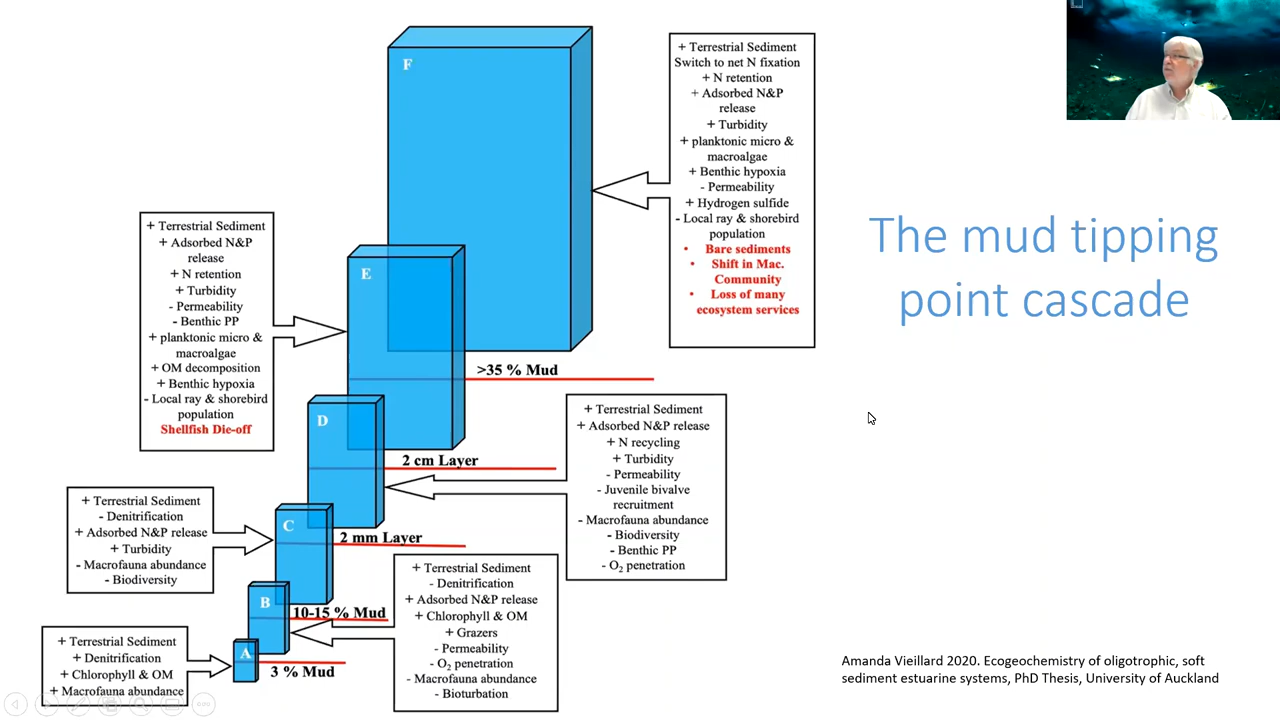 The mud tipping
point cascade
F
+ Terrestrial Sediment
Switch to net N fixation
+ N retention
+ Adsorbed N&P
release
+ Turbidity
+ planktonic micro &
macroalgae
+ Benthic hypoxia
- Permeability
+ Hydrogen sulfide
- Local ray & shorebird
population
• Bare sediments
• Shift in Mac.
Community
• Loss of many
ecosystem services
>35 % Mud
E
+ Terrestrial Sediment
+ Adsorbed N&P
release
+ N retention
+ Turbidity
- Permeability
- Benthic PP
+ planktonic micro &
macroalgae
+ OM decomposition
+ Benthic hypoxia
- Local ray & shorebird
population
Shellfish Die-off
2 cm Layer
D
+ Terrestrial Sediment
+ Adsorbed N&P release
+ N recycling
+ Turbidity
- Permeability
- Juvenile bivalve
recruitment
- Macrofauna abundance
- Biodiversity
- Benthic PP
- O₂ penetration
2 mm Layer
C
+ Terrestrial Sediment
- Denitrification
+ Adsorbed N&P release
+ Turbidity
- Macrofauna abundance
- Biodiversity
10-15 % Mud
B
+ Terrestrial Sediment
- Denitrification
+ Adsorbed N&P release
+ Chlorophyll & OM
+ Grazers
- Permeability
- O₂ penetration
- Macrofauna abundance
- Bioturbation
3 % Mud
A
+ Terrestrial Sediment
+ Denitrification
+ Chlorophyll & OM
+ Macrofauna abundance
Amanda Vieillard 2020. Ecogeochemistry of oligotrophic, soft
sediment estuarine systems, PhD Thesis, University of Auckland